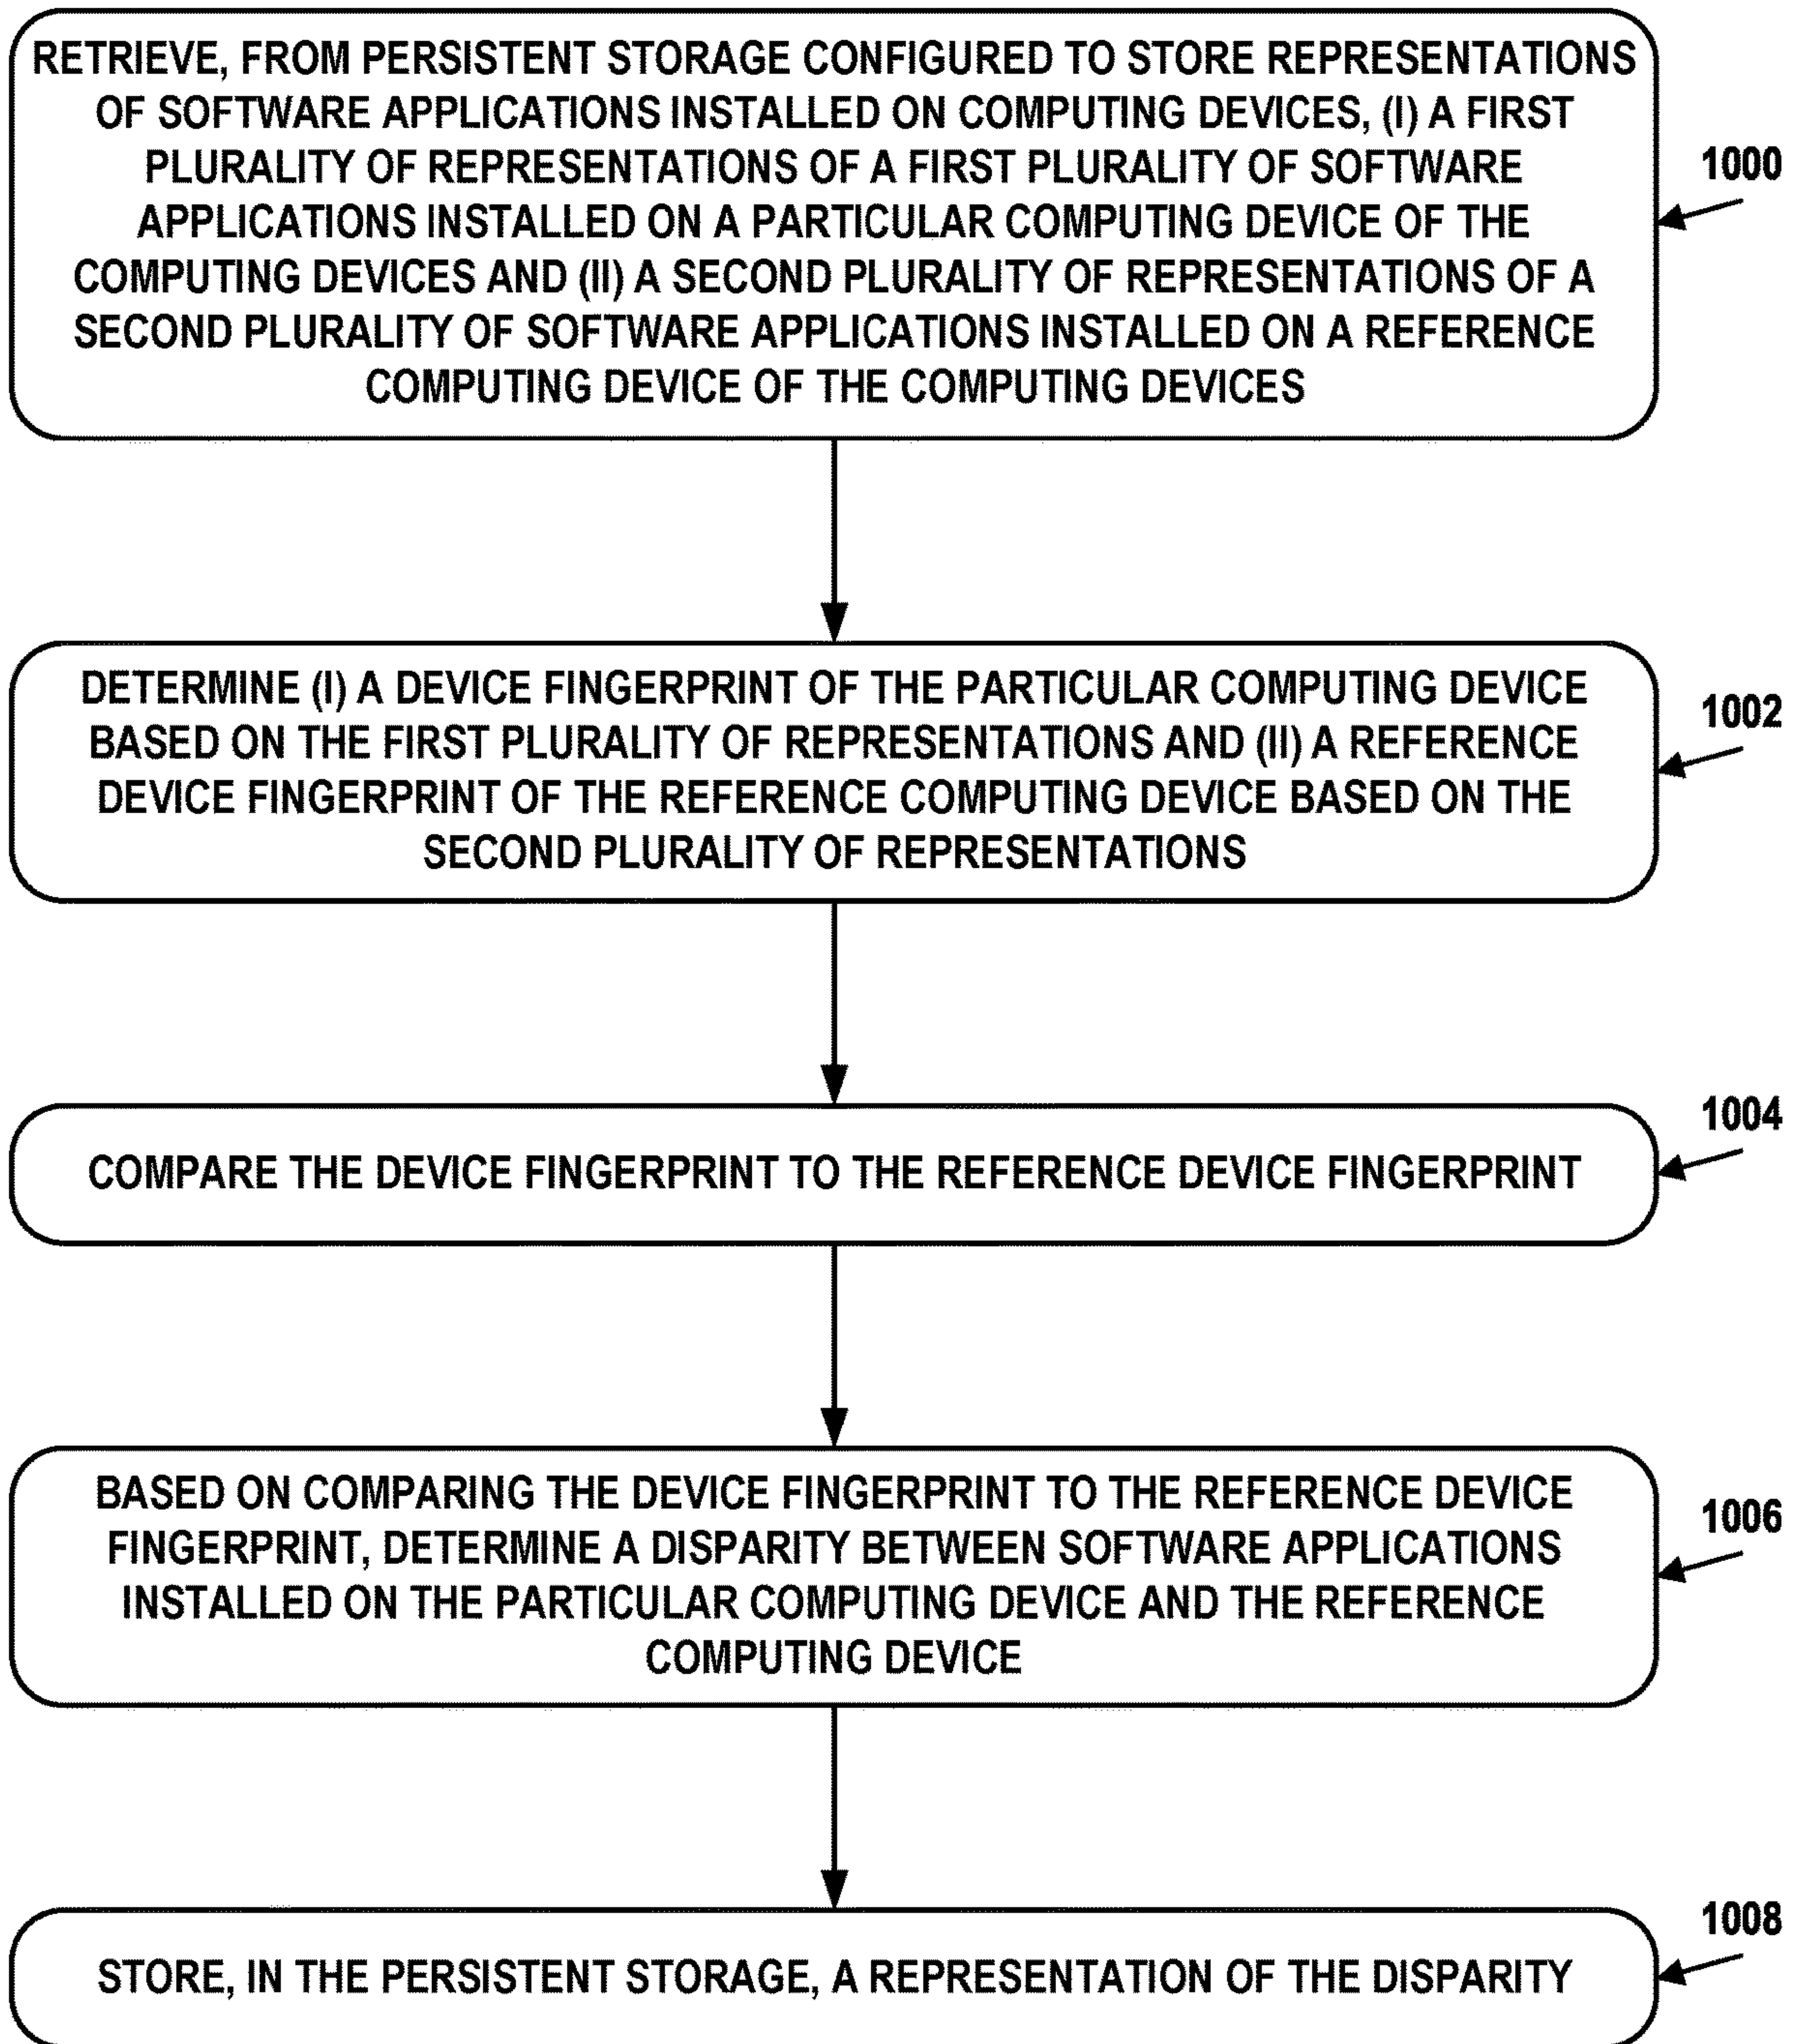 RETRIEVE, FROM PERSISTENT STORAGE CONFIGURED TO STORE REPRESENTATIONS
OF SOFTWARE APPLICATIONS INSTALLED ON COMPUTING DEVICES, (I) A FIRST
PLURALITY OF REPRESENTATIONS OF A FIRST PLURALITY OF SOFTWARE
APPLICATIONS INSTALLED ON A PARTICULAR COMPUTING DEVICE OF THE
COMPUTING DEVICES AND (II) A SECOND PLURALITY OF REPRESENTATIONS OF A
SECOND PLURALITY OF SOFTWARE APPLICATIONS INSTALLED ON A REFERENCE
COMPUTING DEVICE OF THE COMPUTING DEVICES
1000
DETERMINE (I) A DEVICE FINGERPRINT OF THE PARTICULAR COMPUTING DEVICE
BASED ON THE FIRST PLURALITY OF REPRESENTATIONS AND (II) A REFERENCE
DEVICE FINGERPRINT OF THE REFERENCE COMPUTING DEVICE BASED ON THE
SECOND PLURALITY OF REPRESENTATIONS
1002
COMPARE THE DEVICE FINGERPRINT TO THE REFERENCE DEVICE FINGERPRINT
1004
BASED ON COMPARING THE DEVICE FINGERPRINT TO THE REFERENCE DEVICE
FINGERPRINT, DETERMINE A DISPARITY BETWEEN SOFTWARE APPLICATIONS
INSTALLED ON THE PARTICULAR COMPUTING DEVICE AND THE REFERENCE
COMPUTING DEVICE
1006
STORE, IN THE PERSISTENT STORAGE, A REPRESENTATION OF THE DISPARITY
1008